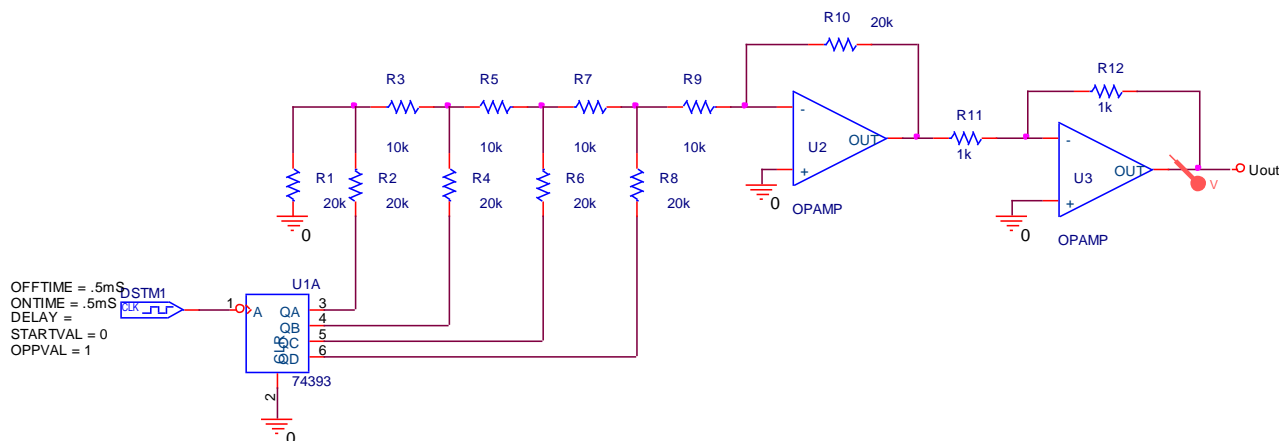 R10
20k
R3
R5
R7
R9
R12
10k
10k
10k
10k
1k
-
+
U2
OUT
OPAMP
0
R11
1k
-
+
U3
OUT
OPAMP
0
V
Uout
R1
20k
R2
20k
R4
20k
R6
20k
R8
20k
0
OFFTIME = .5mS
ONTIME = .5mS
DELAY =
STARTVAL = 0
OPPVAL = 1
DSTM1
CLK
U1A
1
A
QA
3
QB
4
QC
5
QD
6
CLR
2
74393
0